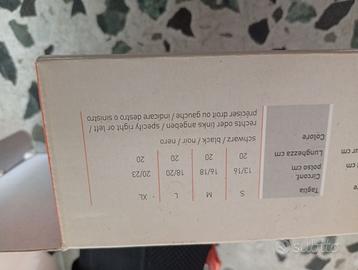 Taglia S M L XL
Circonf. polso cm 13/16 16/18 18/20 20/23
Lunghezza cm 20 20 20 20
Colore schwarz / black / noir / nero
rechts oder links angeben / specify right or left /
préciser droit ou gauche / indicare destro o sinistro
Subito